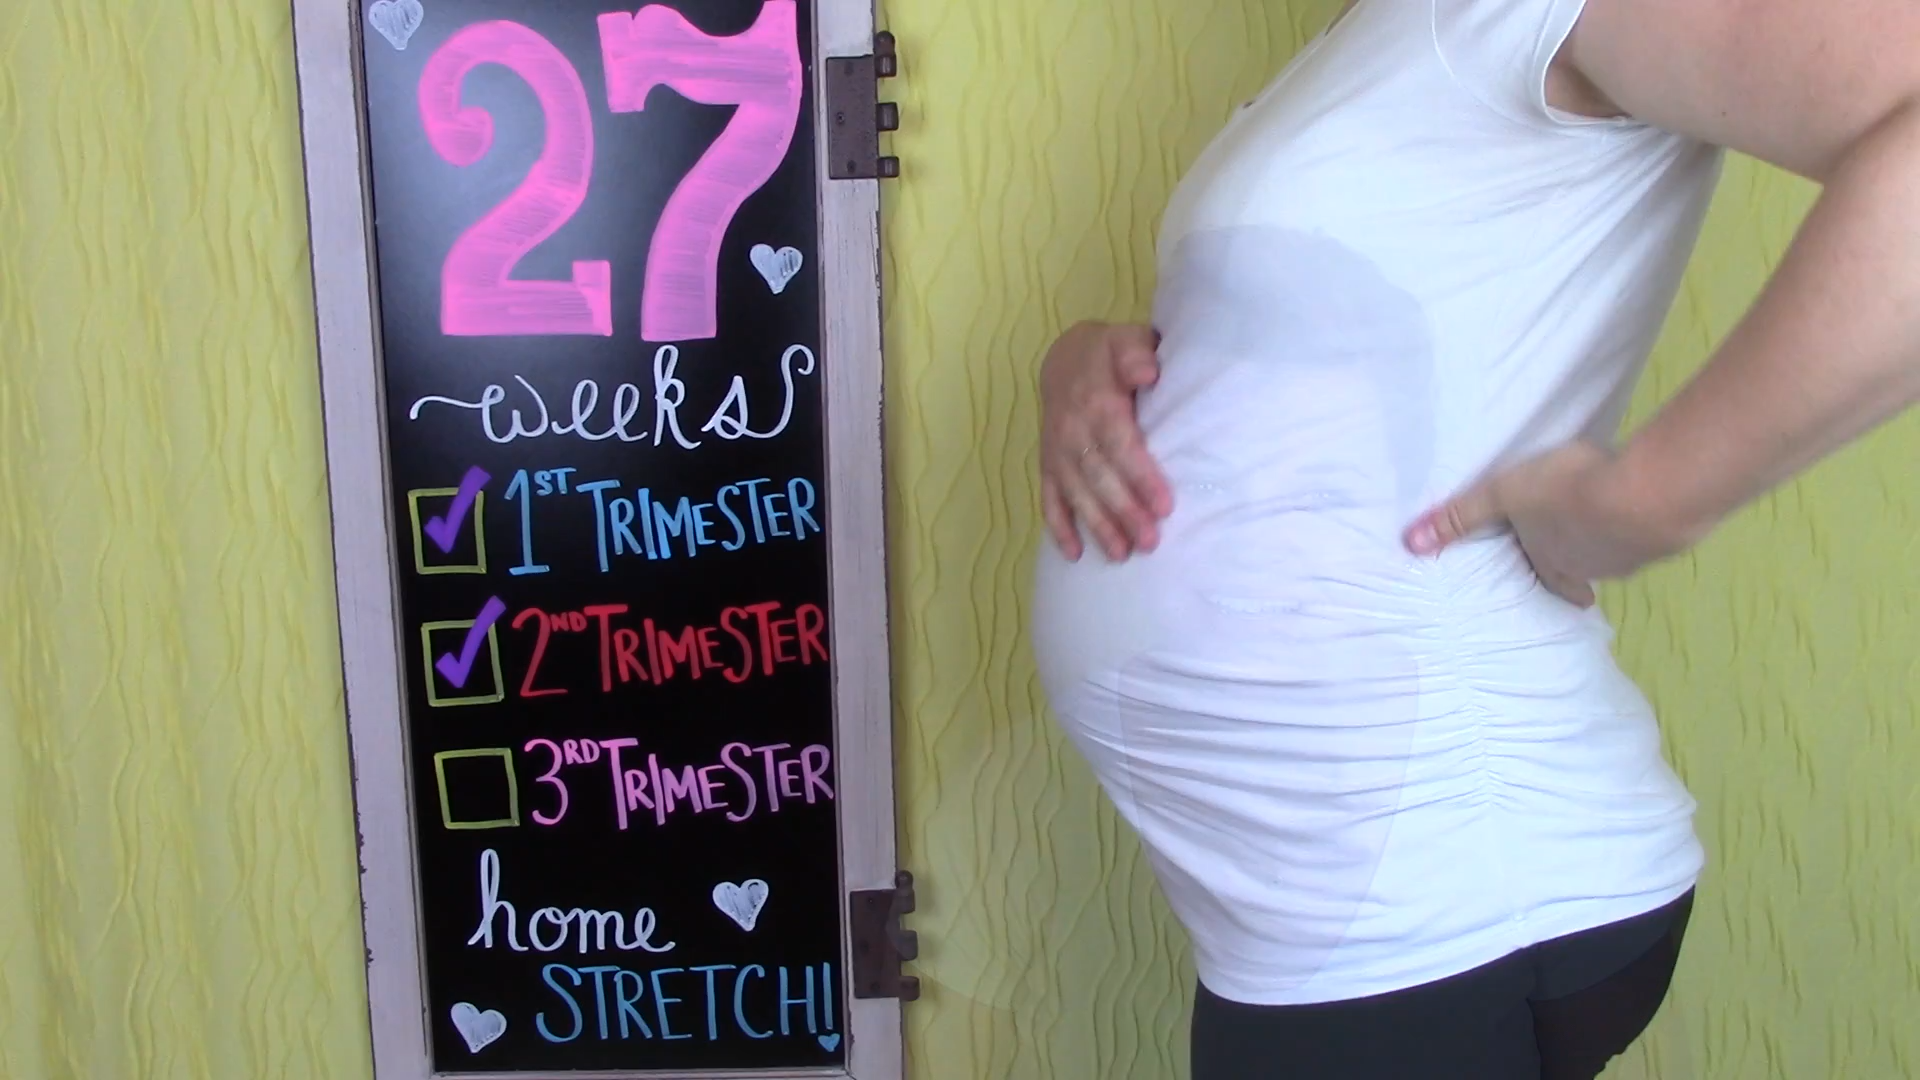 27
weeks
1ST TRIMESTER
2ND TRIMESTER
3RD TRIMESTER
home
STRETCH!